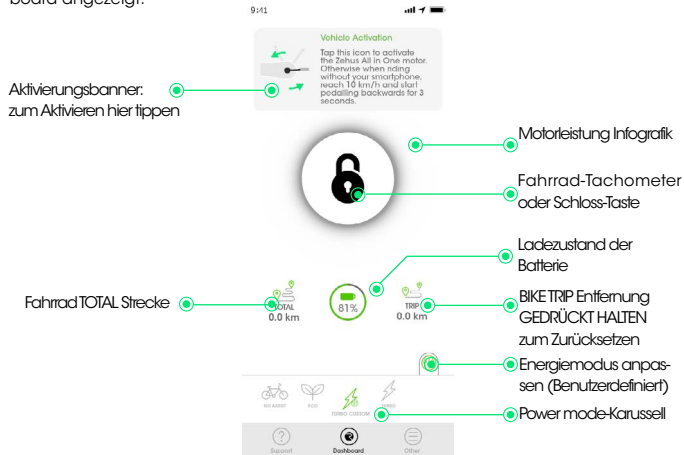 board angezeigt.
9:41
Vehiclo Activation
Tap this icon to activate
the Zehus All in One motor.
Otherwise when riding
without your smartphone,
reach 10 km/h and start
podalling backwards for 3
seconds.
Aktivierungsbanner:
zum Aktivieren hier tippen
Motorleistung Infografik
Fahrrad-Tachometer
oder Schloss-Taste
Ladezustand der
Batterie
Fahrrad TOTAL Strecke
TOTAL
0.0 km
81%
TRIP
0.0 km
BIKE TRIP Entfernung
GEDRÜCKT HALTEN
zum Zurücksetzen
Energiemodus anpas-
sen (Benutzerdefiniert)
NO ASSIST
ECO
TURBO CUSTOM
TURBO
Power mode-Karussell
Support
Dashboard
Other